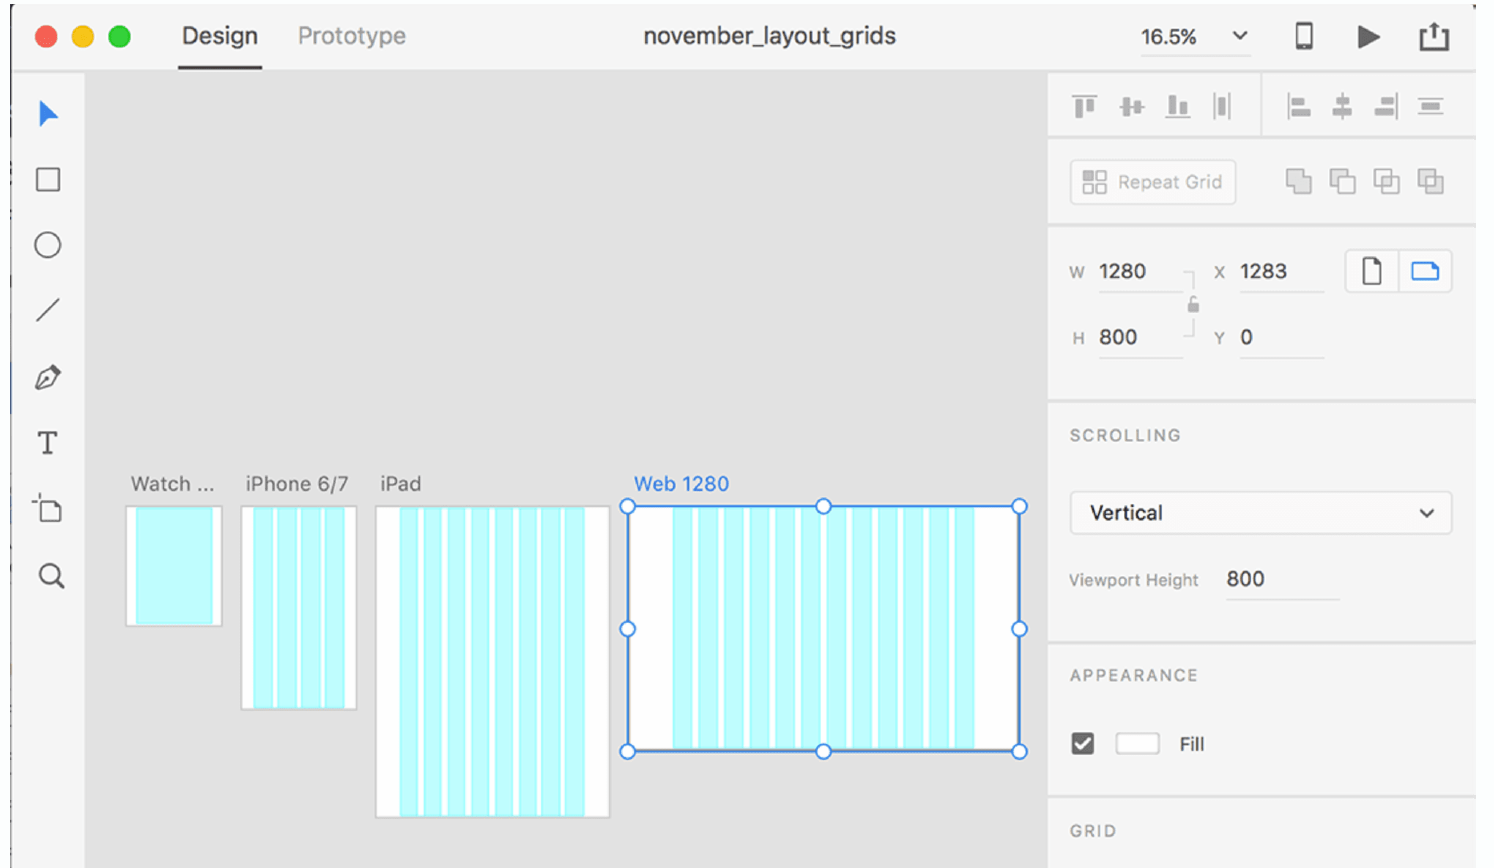 Design Prototype november_layout_grids 16.5%
Repeat Grid
W 1280 X 1283
H 800 Y 0
SCROLLING
Vertical
Viewport Height 800
APPEARANCE
Fill
GRID
Watch ... iPhone 6/7 iPad Web 1280
T